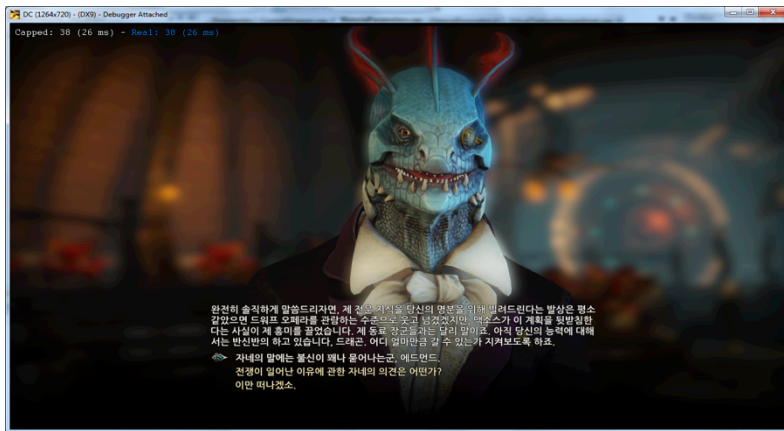 DC (1264x720) - (DX9) - Debugger Attached
Capped: 38 (26 ms) - Real: 38 (26 ms)
완전히 솔직하게 말씀드리자면, 제 전문 지식을 당신의 명분을 위해 빌려드린다는 발상은 평소
같았으면 드워프 오페라를 관람하는 수준으로 웃고 넘겼겠지만, 맥소스가 이 계획을 뒷받침한
다는 사실이 제 흥미를 끌었습니다. 제 동료 장군들과는 달리 말이죠. 아직 당신의 능력에 대해
서는 반신반의 하고 있습니다, 드래곤. 어디 얼마만큼 갈 수 있는가 지켜보도록 하죠.
자네의 말에는 불신이 꽤나 묻어나는군, 에드먼드.
전쟁이 일어난 이유에 관한 자네의 의견은 어떤가?
이만 떠나겠소.